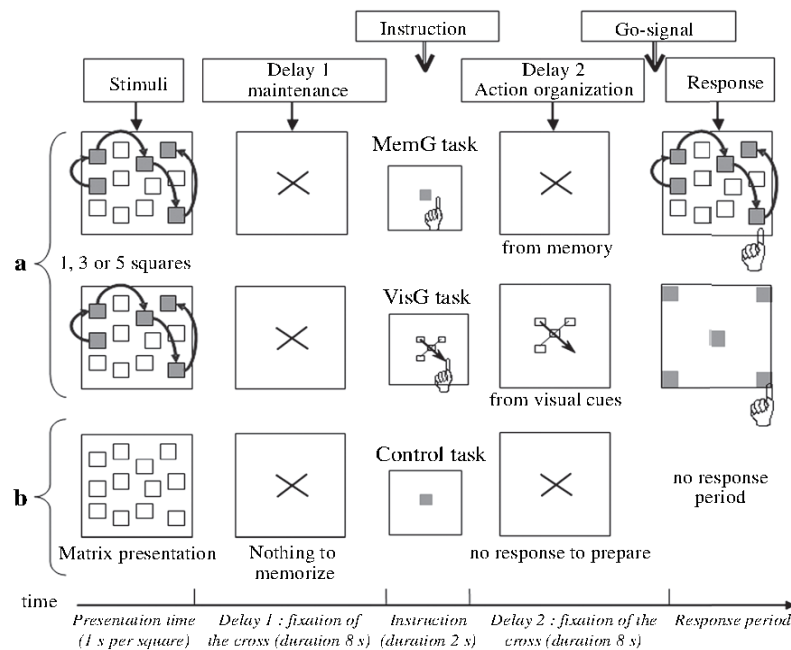 Instruction
Go-signal
Stimuli
Delay 1
maintenance
Delay 2
Action organization
Response
MemG task
from memory
a
1, 3 or 5 squares
VisG task
from visual cues
Control task
b
no response
period
Matrix presentation
Nothing to
memorize
no response to prepare
time
Presentation time
(1 s per square)
Delay 1 : fixation of
the cross (duration 8 s)
Instruction
(duration 2 s)
Delay 2 : fixation of the
cross (duration 8 s)
Response period